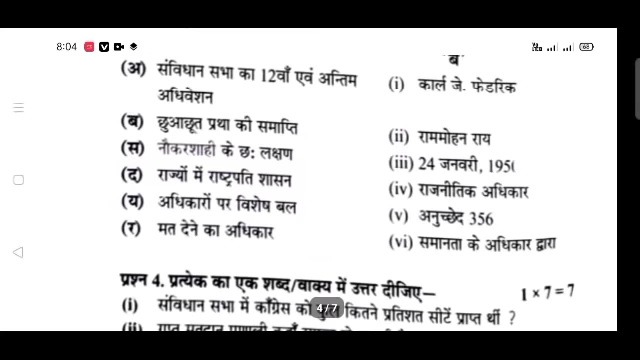 8:04
ब
(अ) संविधान सभा का 12वाँ एवं अन्तिम अधिवेशन
(i) कार्ल जे. फेडरिक
(ब) छुआछूत प्रथा की समाप्ति
(ii) राममोहन राय
(स) नौकरशाही के छः लक्षण
(iii) 24 जनवरी, 195
(द) राज्यों में राष्ट्रपति शासन
(iv) राजनीतिक अधिकार
(य) अधिकारों पर विशेष बल
(v) अनुच्छेद 356
(र) मत देने का अधिकार
(vi) समानता के अधिकार द्वारा
प्रश्न 4. प्रत्येक का एक शब्द/वाक्य में उत्तर दीजिए–
1 × 7 = 7
(i) संविधान सभा में काँग्रेस को कितने प्रतिशत सीटें प्राप्त थीं ?
4/7